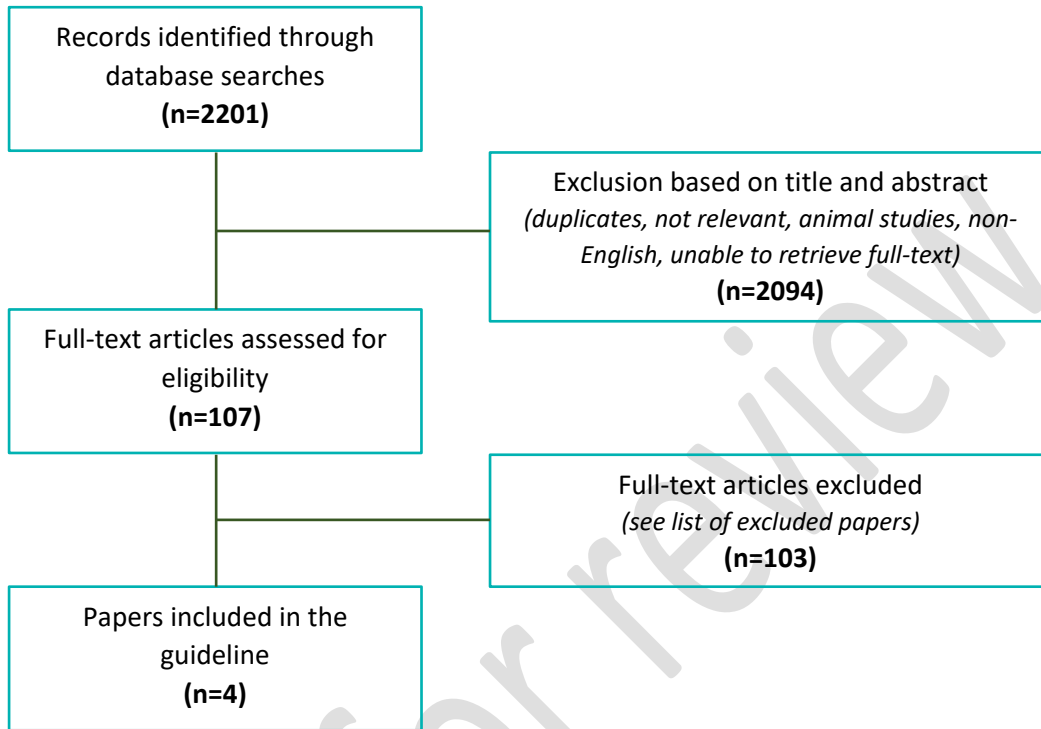 Records identified through
database searches
(n=2201)
Exclusion based on title and abstract
(duplicates, not relevant, animal studies, non-
English, unable to retrieve full-text)
(n=2094)
Full-text articles assessed for
eligibility
(n=107)
Full-text articles excluded
(see list of excluded papers)
(n=103)
Papers included in the
guideline
(n=4)
for review